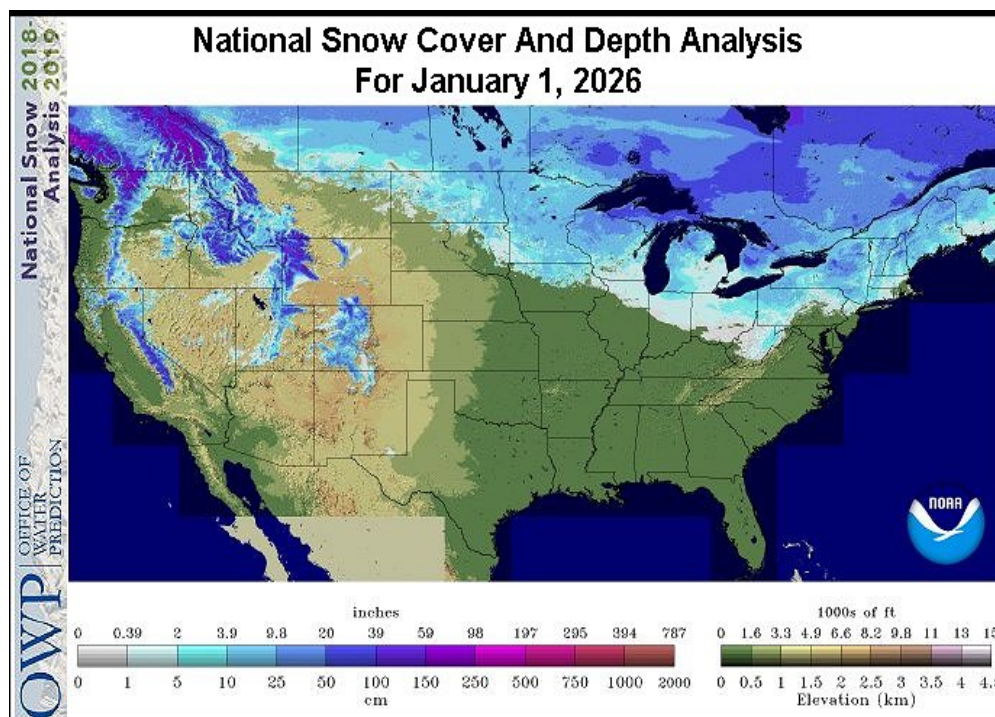 National Snow Cover And Depth Analysis
For January 1, 2026
National Snow 2018-
Analysis 2019
OWP
OFFICE OF
WATER
PREDICTION
NOAA
inches
0 0.39 2 3.9 9.8 20 39 59 98 197 295 394 787
0 1 5 10 25 50 100 150 250 500 750 1000 2000
cm
1000s of ft
0 1.6 3.3 4.9 6.6 8.2 9.8 11 13 15
0 0.5 1 1.5 2 2.5 3 3.5 4 4.5
Elevation (km)